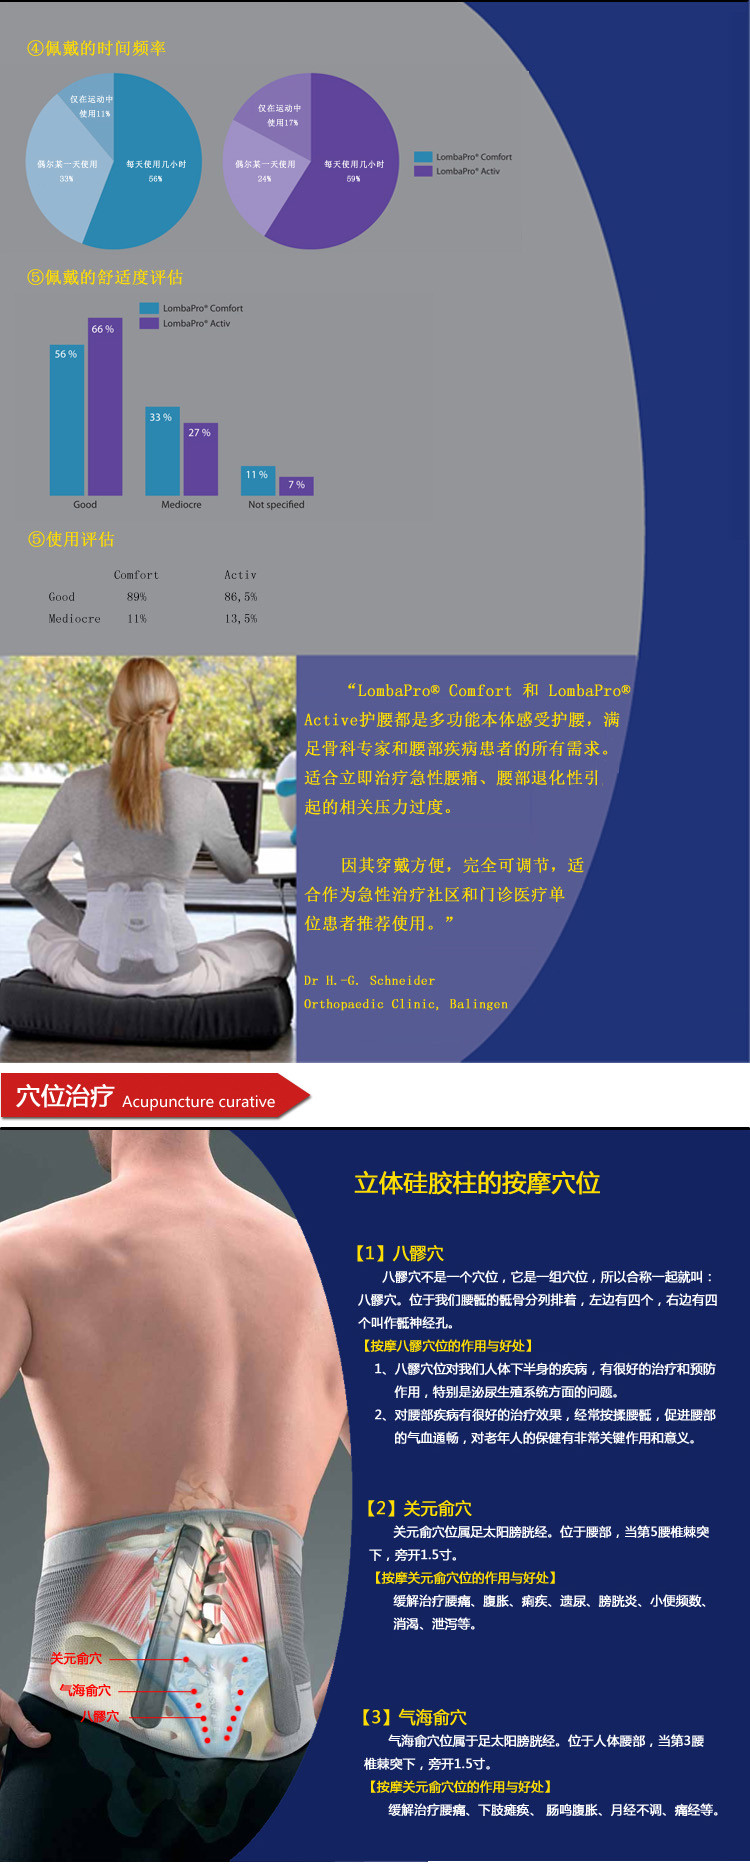 ④佩戴的时间频率
仅在运动中
使用11%
偶尔某一天使用
33%
每天使用几小时
56%
仅在运动中
使用17%
偶尔某一天使用
24%
每天使用几小时
59%
LombaPro® Comfort
LombaPro® Activ
⑤佩戴的舒适度评估
LombaPro® Comfort
LombaPro® Activ
56 %
66 %
33 %
27 %
11 %
7 %
Good Mediocre Not specified
⑤使用评估
Comfort Activ
Good 89% 86,5%
Mediocre 11% 13,5%
“LombaPro® Comfort 和 LombaPro®
Active护腰都是多功能本体感受护腰，满
足骨科专家和腰部疾病患者的所有需求。
适合立即治疗急性腰痛、腰部退化性引
起的相关压力过度。
因其穿戴方便，完全可调节，适
合作为急性治疗社区和门诊医疗单
位患者推荐使用。”
Dr H.-G. Schneider
Orthopaedic Clinic, Balingen
穴位治疗 Acupuncture curative
立体硅胶柱的按摩穴位
【1】八髎穴
八髎穴不是一个穴位，它是一组穴位，所以合称一起就叫：
八髎穴。位于我们腰骶的骶骨分列排着，左边有四个，右边有四
个叫作骶神经孔。
【按摩八髎穴位的作用与好处】
1、八髎穴位对我们人体下半身的疾病，有很好的治疗和预防
作用，特别是泌尿生殖系统方面的问题。
2、对腰部疾病有很好的治疗效果，经常按揉腰骶，促进腰部
的气血通畅，对老年人的保健有非常关键作用和意义。
【2】关元俞穴
关元俞穴位属足太阳膀胱经。位于腰部，当第5腰椎棘突
下，旁开1.5寸。
【按摩关元俞穴位的作用与好处】
缓解治疗腰痛、腹胀、痢疾、遗尿、膀胱炎、小便频数、
消渴、泄泻等。
【3】气海俞穴
气海俞穴位属于足太阳膀胱经。位于人体腰部，当第3腰
椎棘突下，旁开1.5寸。
【按摩关元俞穴位的作用与好处】
缓解治疗腰痛、下肢瘫痪、 肠鸣腹胀、月经不调、痛经等。
关元俞穴
气海俞穴
八髎穴